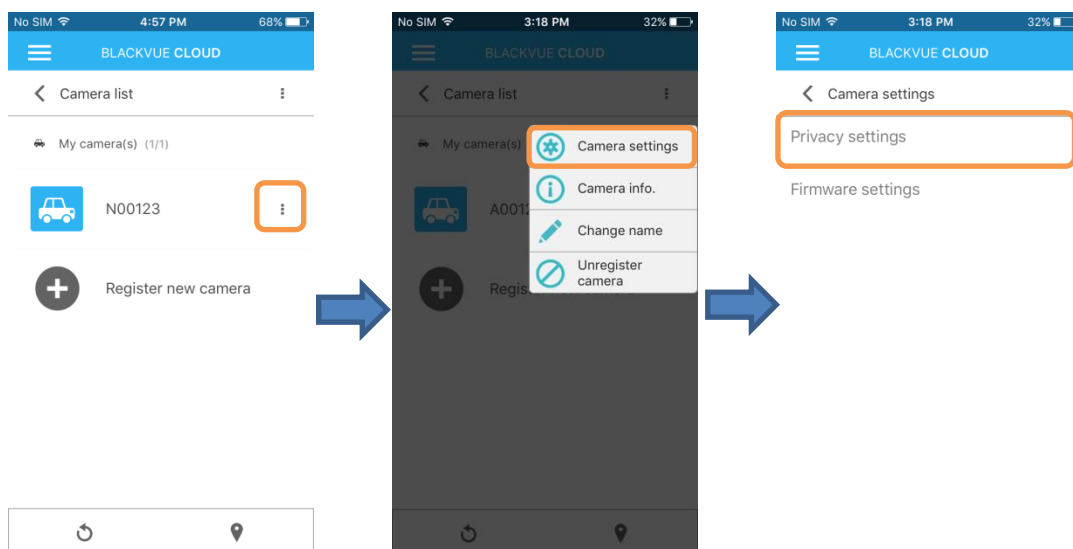 No SIM 4:57 PM 68%
BLACKVUE CLOUD
Camera list
My camera(s) (1/1)
N00123
Register new camera
No SIM 3:18 PM 32%
BLACKVUE CLOUD
Camera list
My camera(s)
Camera settings
Camera info.
A0012
Change name
Unregister
camera
Regis
No SIM 3:18 PM 32%
BLACKVUE CLOUD
Camera settings
Privacy settings
Firmware settings